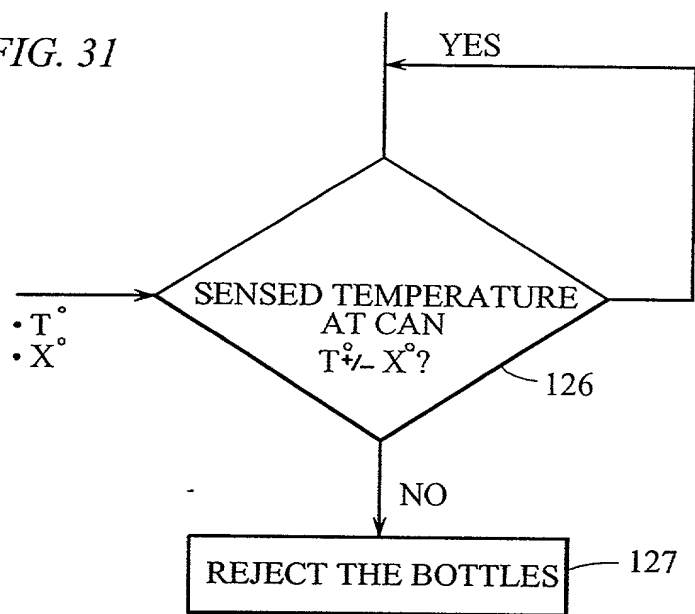 FIG. 31
YES
• T°
• X°
SENSED TEMPERATURE
AT CAN
T°+/- X°?
126
NO
REJECT THE BOTTLES
127